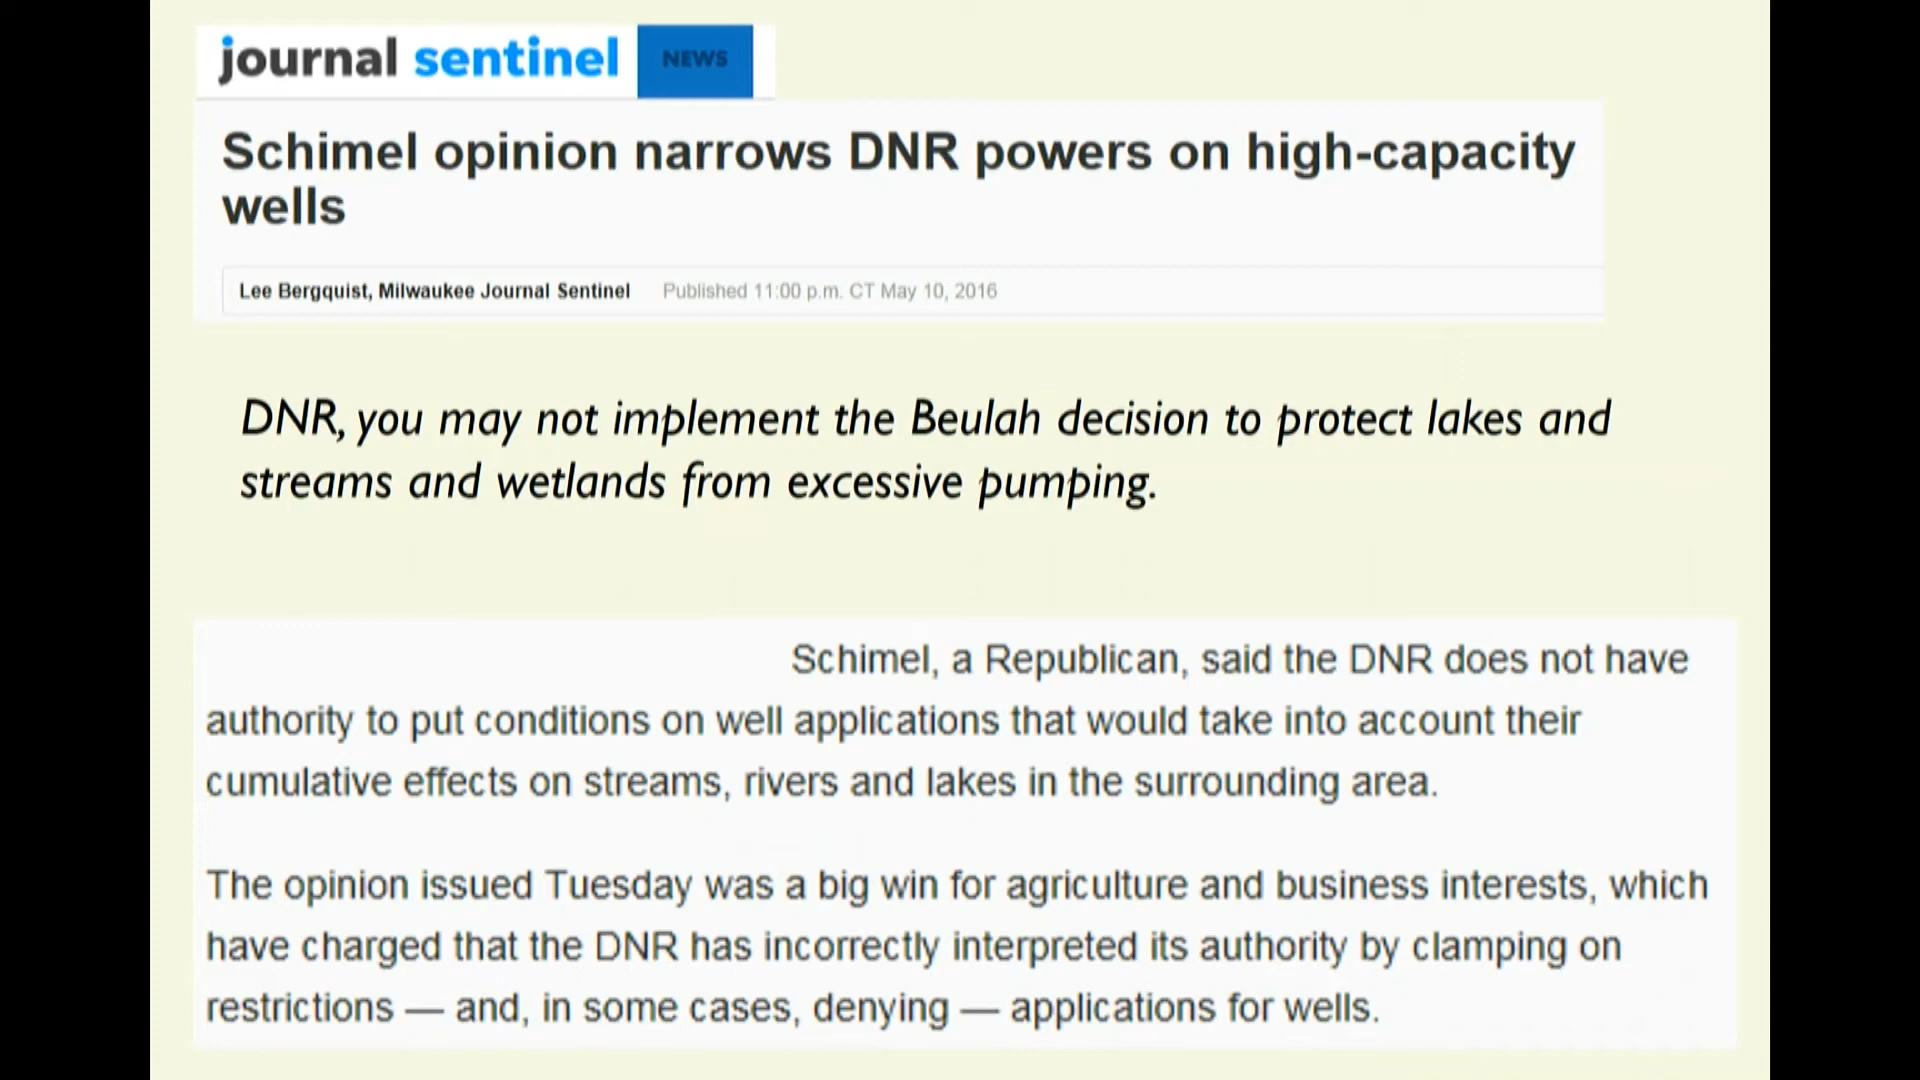 journal sentinel NEWS
Schimel opinion narrows DNR powers on high-capacity
wells
Lee Bergquist, Milwaukee Journal Sentinel Published 11:00 p.m. CT May 10, 2016
DNR, you may not implement the Beulah decision to protect lakes and
streams and wetlands from excessive pumping.
Schimel, a Republican, said the DNR does not have
authority to put conditions on well applications that would take into account their
cumulative effects on streams, rivers and lakes in the surrounding area.
The opinion issued Tuesday was a big win for agriculture and business interests, which
have charged that the DNR has incorrectly interpreted its authority by clamping on
restrictions — and, in some cases, denying — applications for wells.